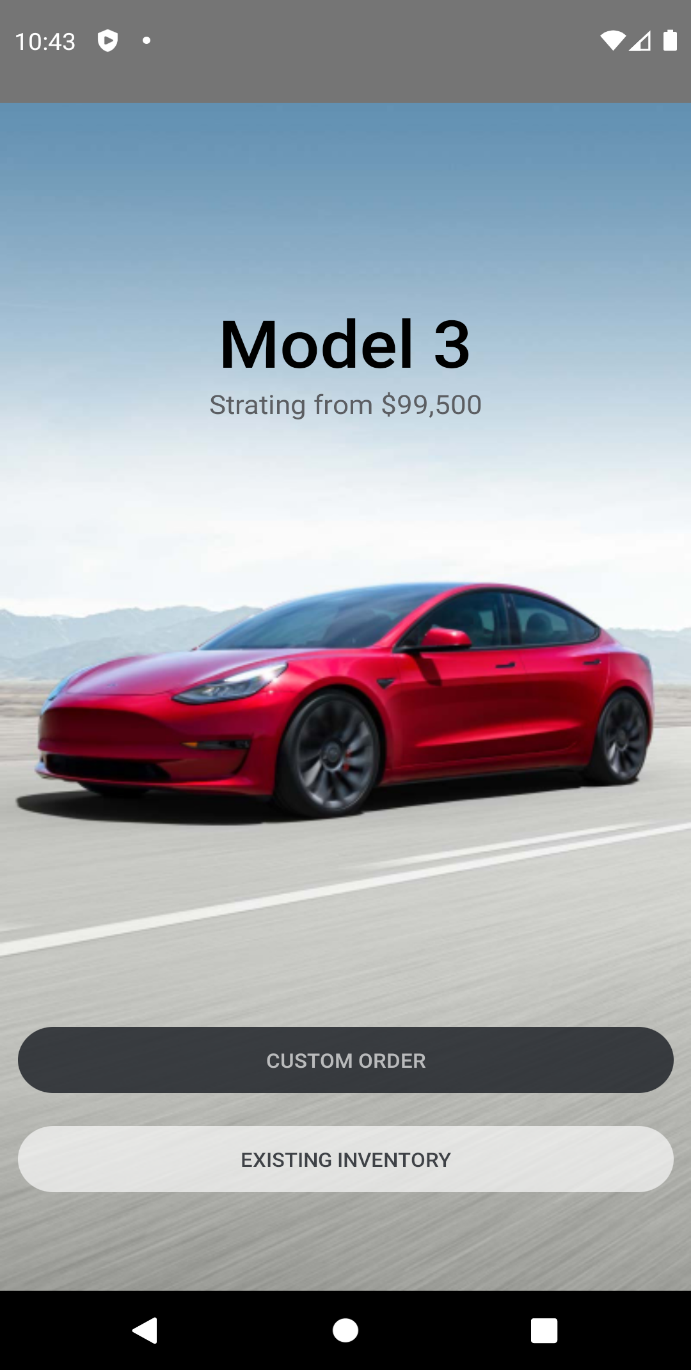 10:43
Model 3
Strating from $99,500
CUSTOM ORDER
EXISTING INVENTORY